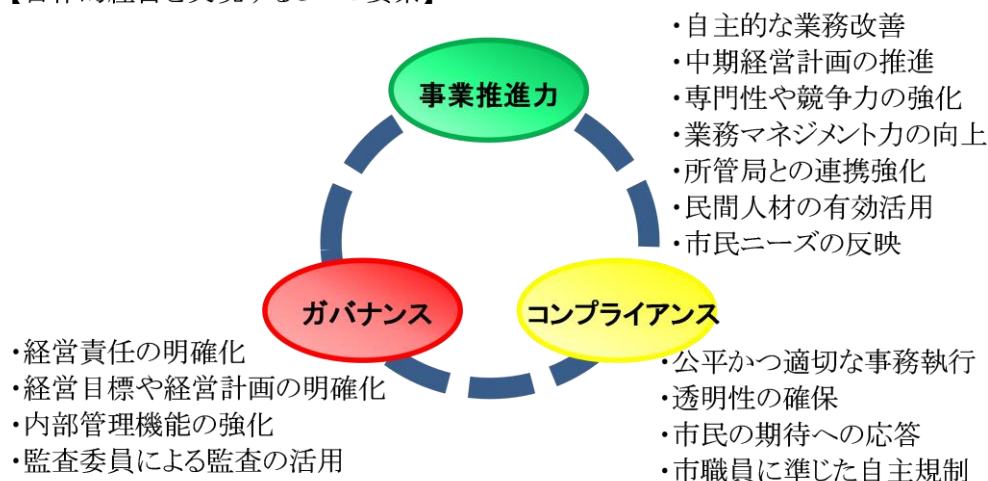 事業推進力
・自主的な業務改善
・中期経営計画の推進
・専門性や競争力の強化
・業務マネジメント力の向上
・所管局との連携強化
・民間人材の有効活用
・市民ニーズの反映
ガバナンス
・経営責任の明確化
・経営目標や経営計画の明確化
・内部管理機能の強化
・監査委員による監査の活用
コンプライアンス
・公平かつ適切な事務執行
・透明性の確保
・市民の期待への応答
・市職員に準じた自主規制